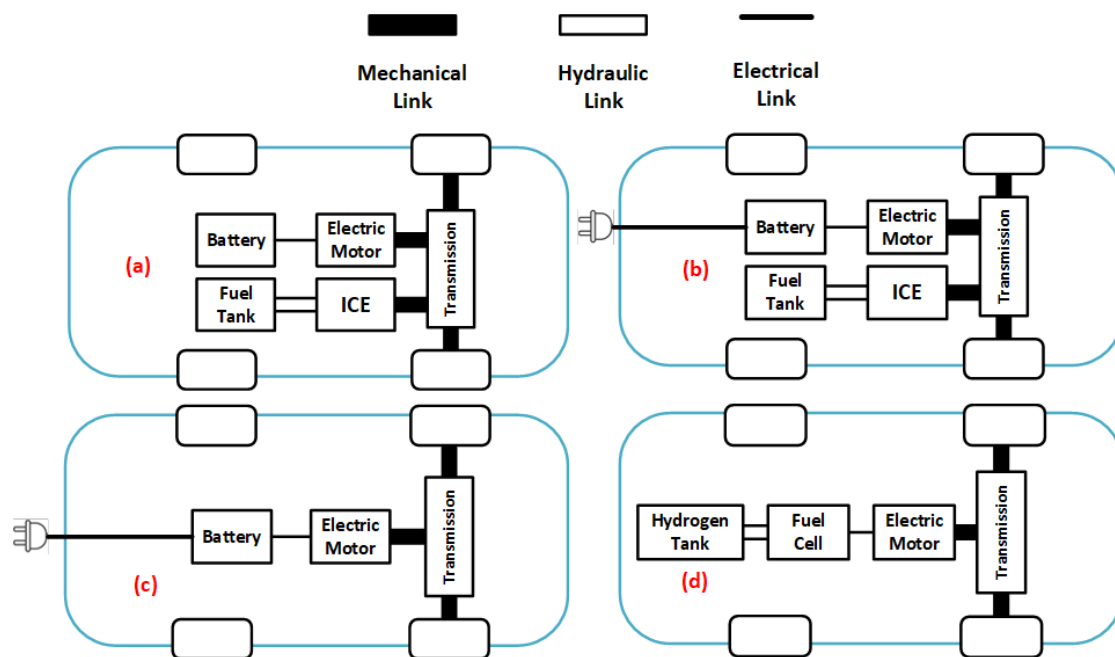 Mechanical
Link
Hydraulic
Link
Electrical
Link
Battery
Electric
Motor
Transmission
(a)
Fuel
Tank
ICE
Battery
Electric
Motor
Transmission
(b)
Fuel
Tank
ICE
Battery
Electric
Motor
Transmission
(c)
Hydrogen
Tank
Fuel
Cell
Electric
Motor
Transmission
(d)